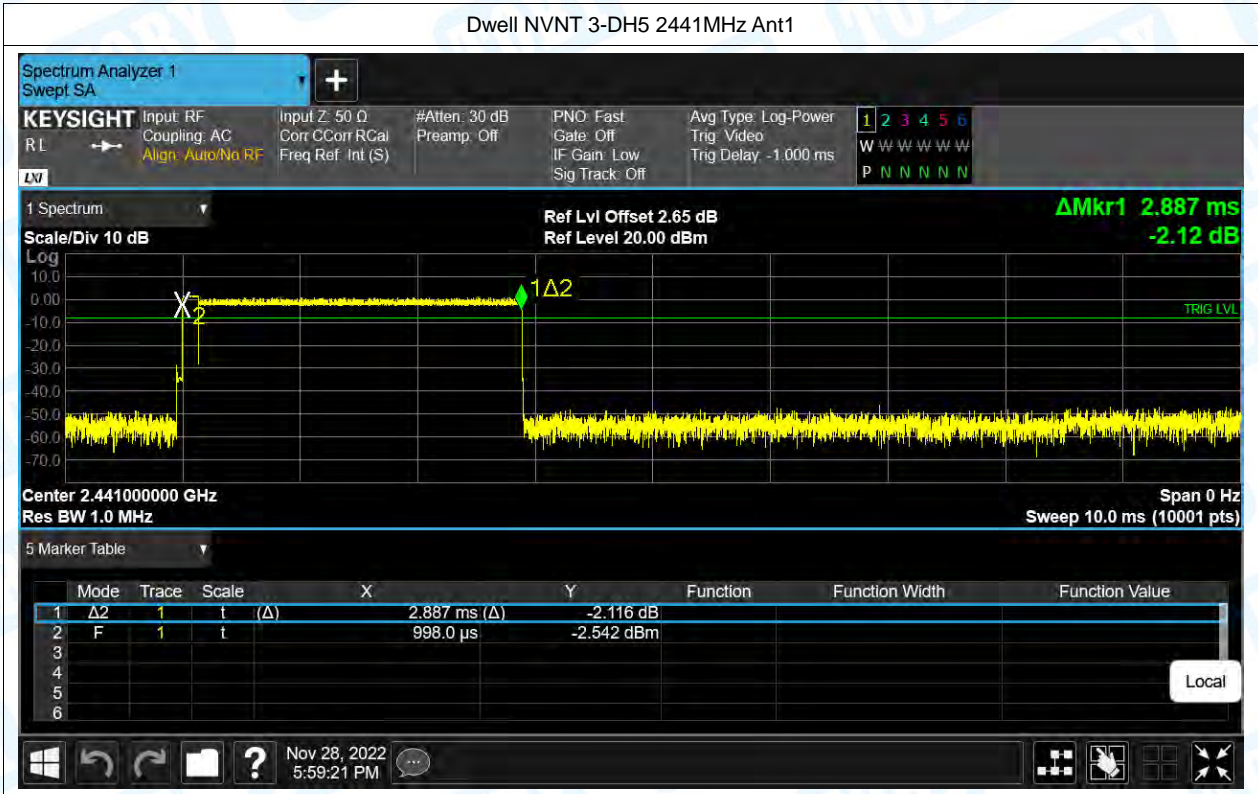 Dwell NVNT 3-DH5 2441MHz Ant1
Spectrum Analyzer 1
Swept SA
+
KEYSIGHT Input: RF Input Z: 50 Ω #Atten: 30 dB PNO: Fast Avg Type: Log-Power 1 2 3 4 5 6
RL Coupling: AC Corr CCorr RCal Preamp: Off Gate: Off Trig: Video W W W W W W
Align: Auto/No RF Freq Ref: Int (S) IF Gain: Low Trig Delay: -1.000 ms P N N N N N
LXI Sig Track: Off
1 Spectrum Ref Lvl Offset 2.65 dB ΔMkr1 2.887 ms
Scale/Div 10 dB Ref Level 20.00 dBm -2.12 dB
Log
10.0
0.00
-10.0
-20.0
-30.0
-40.0
-50.0
-60.0
-70.0
X
2
1Δ2
TRIG LVL
Center 2.441000000 GHz Span 0 Hz
Res BW 1.0 MHz Sweep 10.0 ms (10001 pts)
5 Marker Table
Mode Trace Scale X Y Function Function Width Function Value
1 Δ2 1 t (Δ) 2.887 ms (Δ) -2.116 dB
2 F 1 t 998.0 µs -2.542 dBm
3
4
5
6
Local
? Nov 28, 2022
5:59:21 PM